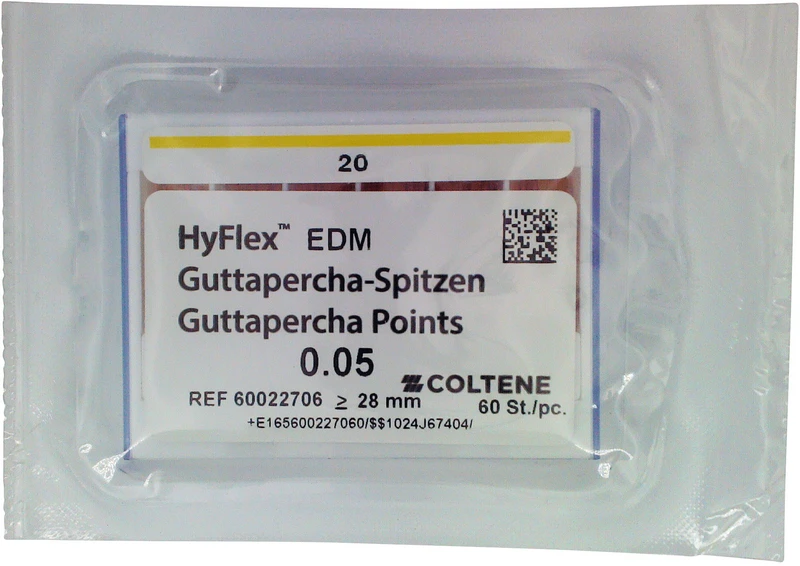 20
HyFlex™ EDM
Guttapercha-Spitzen
Guttapercha Points
0.05
COLTENE
REF 60022706 ≥ 28 mm 60 St./pc.
+E165600227060/$$1024J67404/